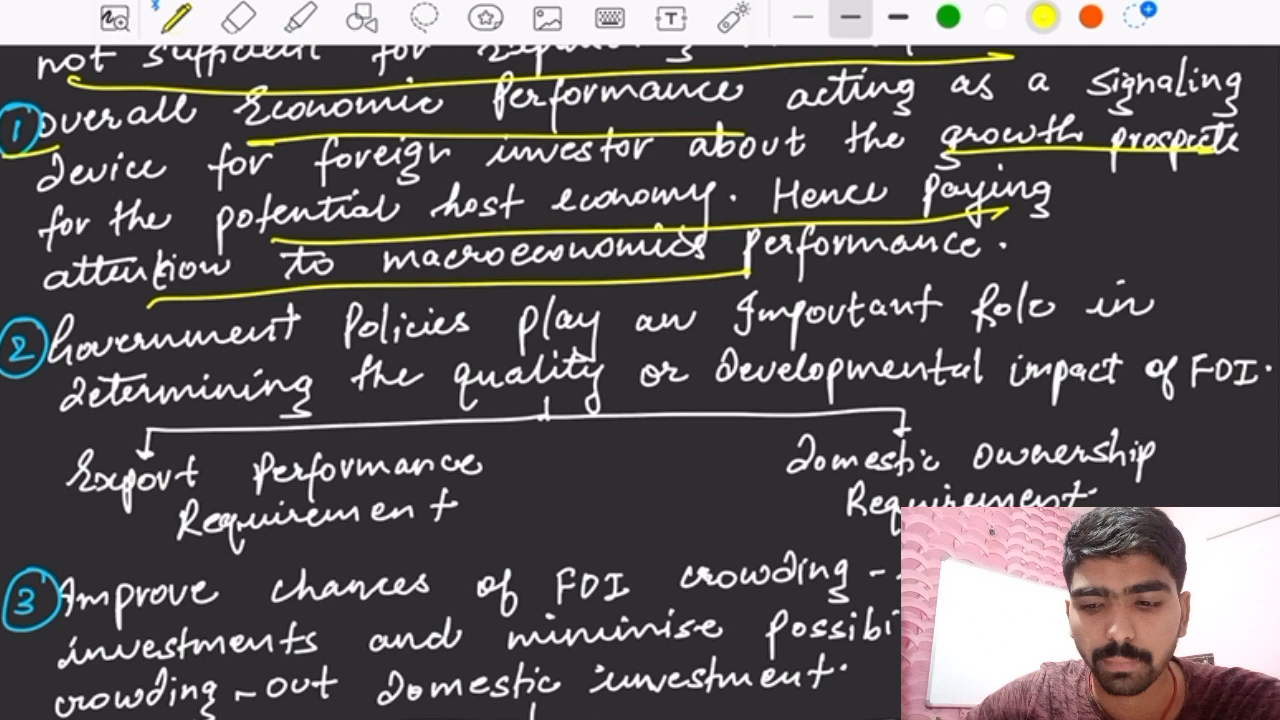 not sufficient for
1 overall Economic Performance acting as a signaling
device for foreign investor about the growth prospects
for the potential host economy. Hence Paying
attention to macroeconomics performance.
2 Government Policies play an Important Role in
determining the quality or developmental impact of FDI.
Export Performance
Requirement
domestic ownership
Requirement
3 Improve chances of FDI crowding-
investments and minimise possibi
crowding-out domestic investment.